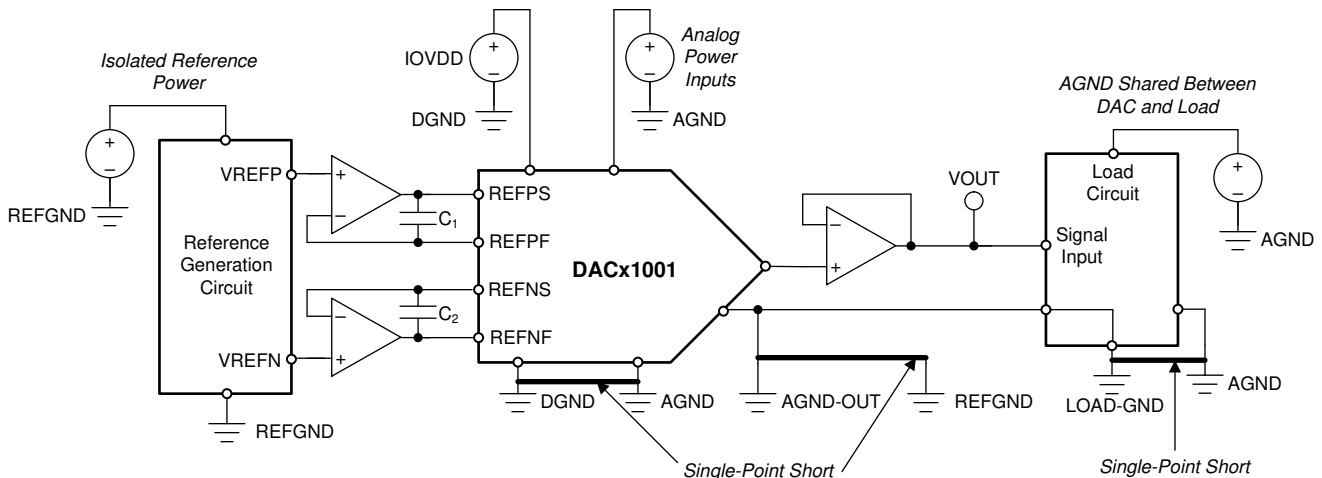 Isolated Reference
Power
REFGND
VREFP
Reference
Generation
Circuit
VREFN
REFGND
+
−
C1
C2
IOVDD
DGND
Analog
Power
Inputs
AGND
REFPS
REFPF
DACx1001
REFNS
REFNF
DGND
AGND
AGND-OUT
REFGND
Single-Point Short
VOUT
AGND Shared Between
DAC and Load
Load
Circuit
Signal
Input
AGND
LOAD-GND
AGND
Single-Point Short